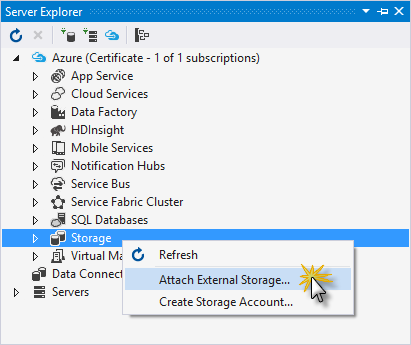 Server Explorer
Azure (Certificate - 1 of 1 subscriptions)
App Service
Cloud Services
Data Factory
HDInsight
Mobile Services
Notification Hubs
Service Bus
Service Fabric Cluster
SQL Databases
Storage
Virtual Ma
Data Connect
Servers
Refresh
Attach External Storage...
Create Storage Account...